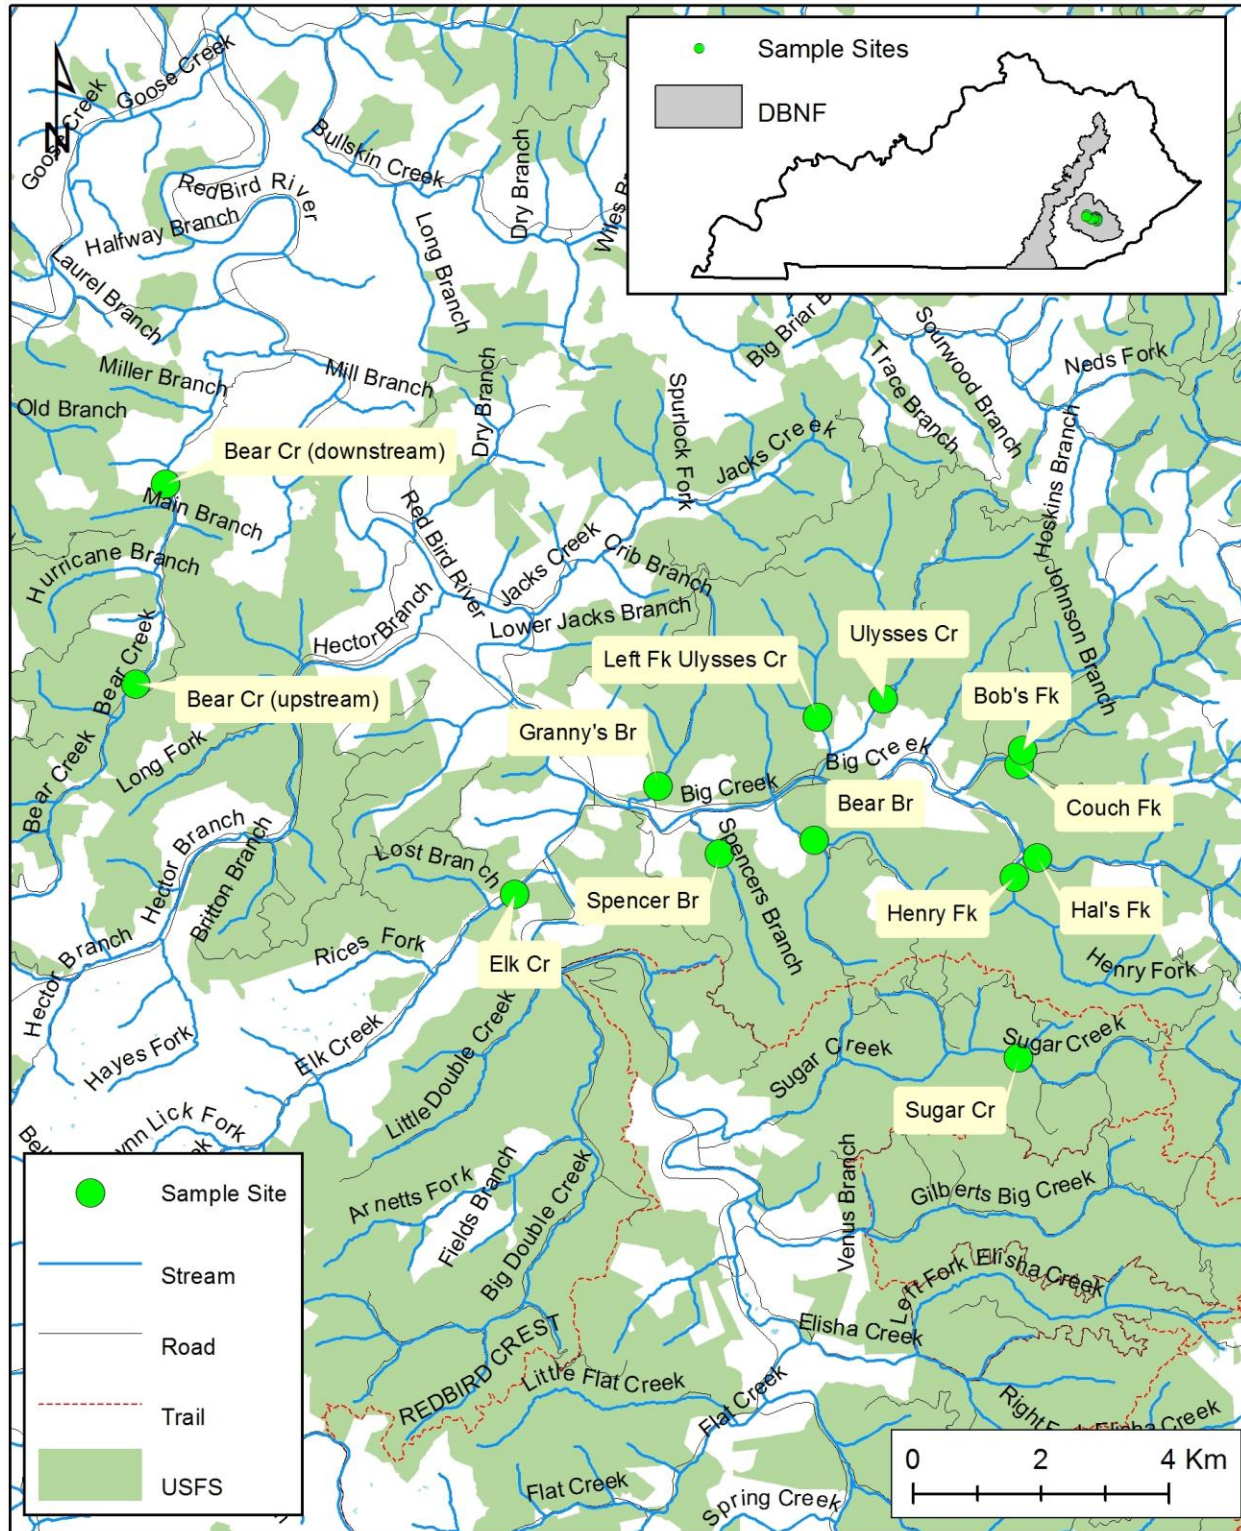 Sample Sites
DBNF
Goose Creek
Goose Creek
Bullskin Creek
Dry Branch
RedBird River
Halfway Branch
Laurel Branch
Long Branch
Big Briar
Sourwood Branch
Trace Branch
Neds Fork
Miller Branch
Mill Branch
Old Branch
Dry Branch
Spurlock Fork
Jacks Creek
Hoskins Branch
Bear Cr (downstream)
Main Branch
Red Bird River
Jacks Creek
Crib Branch
Hurricane Branch
Johnson Branch
Hector Branch
Lower Jacks Branch
Bear Creek
Left Fk Ulysses Cr
Ulysses Cr
Bob's Fk
Bear Cr (upstream)
Long Fork
Granny's Br
Big Creek
Big Creek
Bear Creek
Bear Br
Couch Fk
Hector Branch
Britton Branch
Lost Branch
Spencers Branch
Spencer Br
Henry Fk
Hal's Fk
Elk Cr
Rices Fork
Henry Fork
Hector Branch
Hayes Fork
Elk Creek
Little Double Creek
Sugar Creek
Sugar Creek
Sugar Cr
Lick Fork
Arnetts Fork
Fields Branch
Big Double Creek
Venus Branch
Gilberts Big Creek
Left Fork Elisha Creek
Elisha Creek
REDBIRD CREST
Little Flat Creek
Flat Creek
Right Elisha Creek
Flat Creek
Spring Creek
Sample Site
Stream
Road
Trail
USFS
0 2 4 Km
N